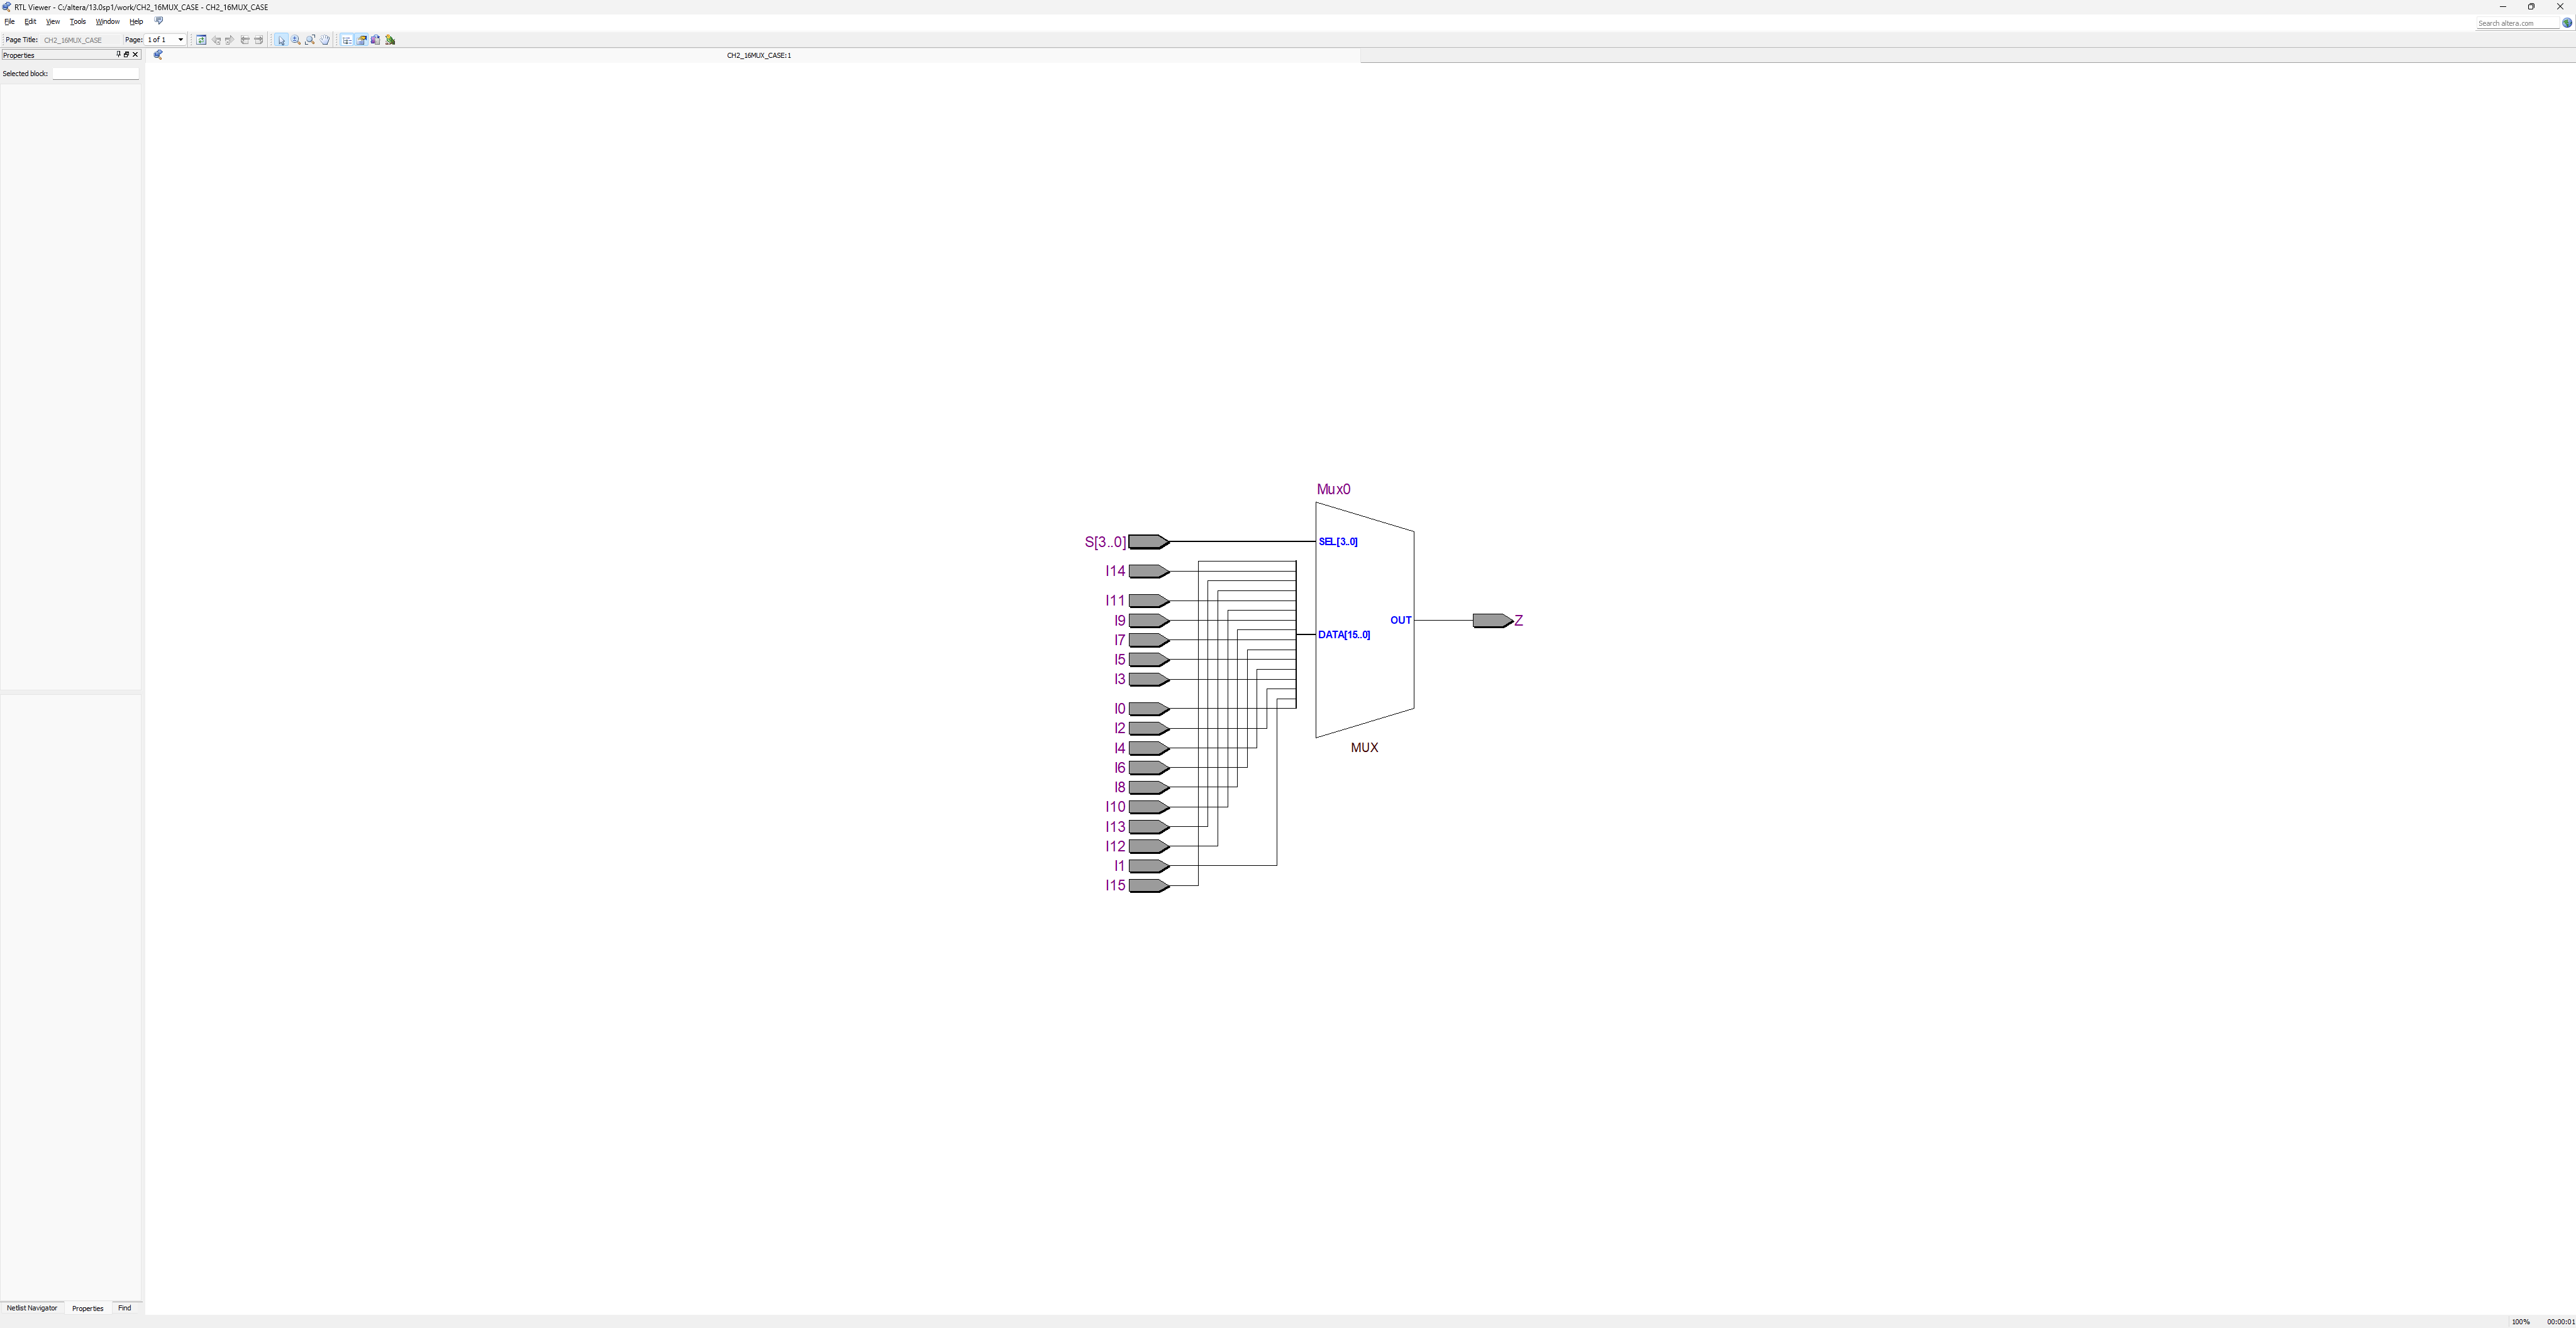 RTL Viewer - C:/altera/13.0sp1/work/CH2_16MUX_CASE - CH2_16MUX_CASE
File Edit View Tools Window Help
Search altera.com
Page Title: CH2_16MUX_CASE Page: 1 of 1
Properties
CH2_16MUX_CASE:1
Selected block:
Mux0
S[3..0]
SEL[3..0]
I14
I11
I9
OUT
Z
I7
DATA[15..0]
I5
I3
I0
I2
I4
MUX
I6
I8
I10
I13
I12
I1
I15
Netlist Navigator Properties Find
100%